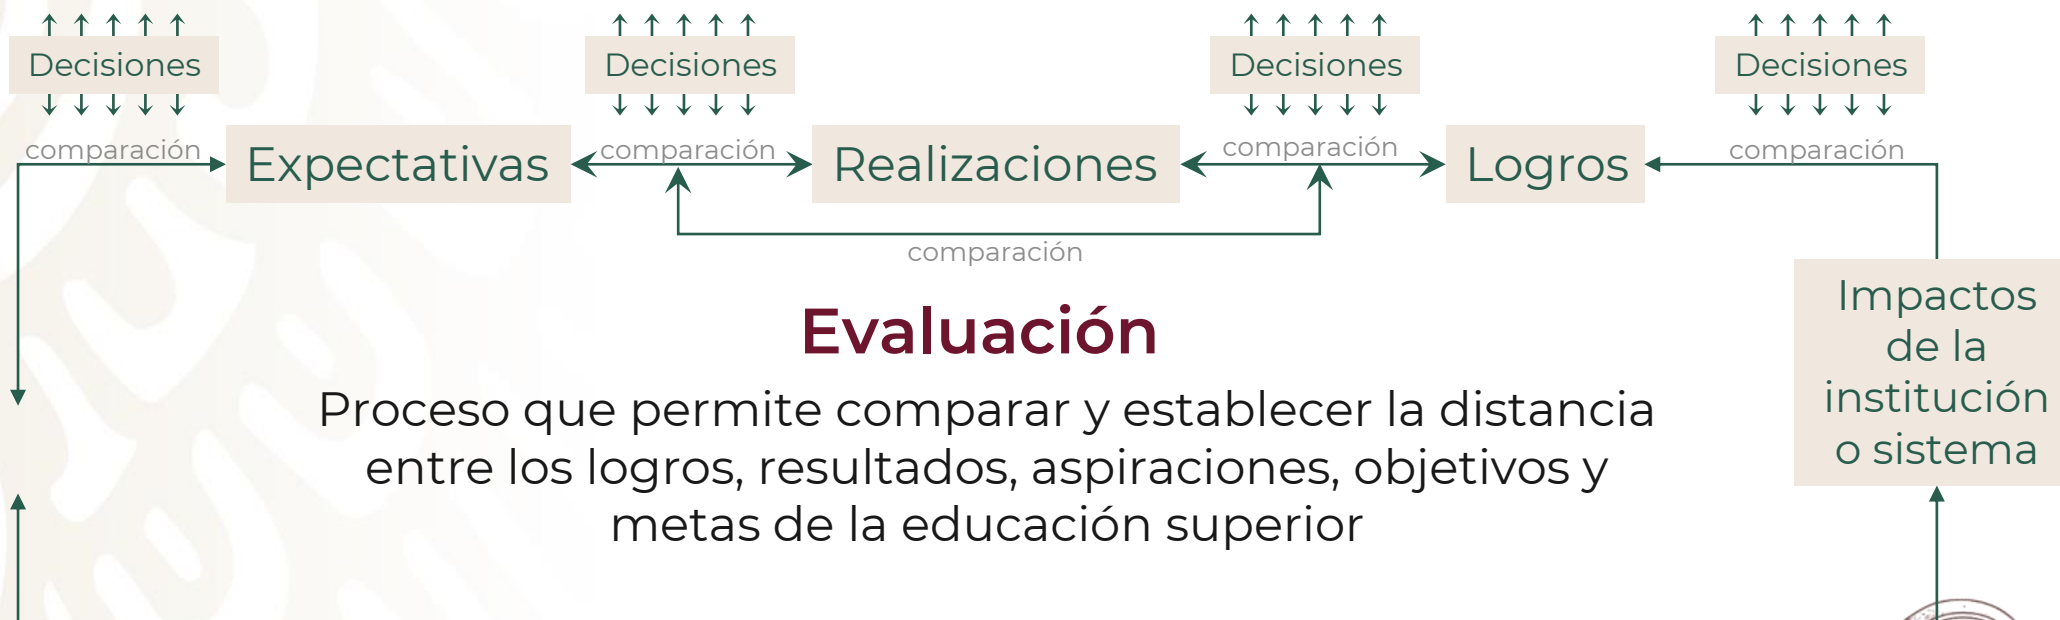 Decisiones
Decisiones
Decisiones
Decisiones
comparación
Expectativas
comparación
Realizaciones
comparación
Logros
comparación
comparación
Evaluación
Proceso que permite comparar y establecer la distancia
entre los logros, resultados, aspiraciones, objetivos y
metas de la educación superior
Impactos
de la
institución
o sistema